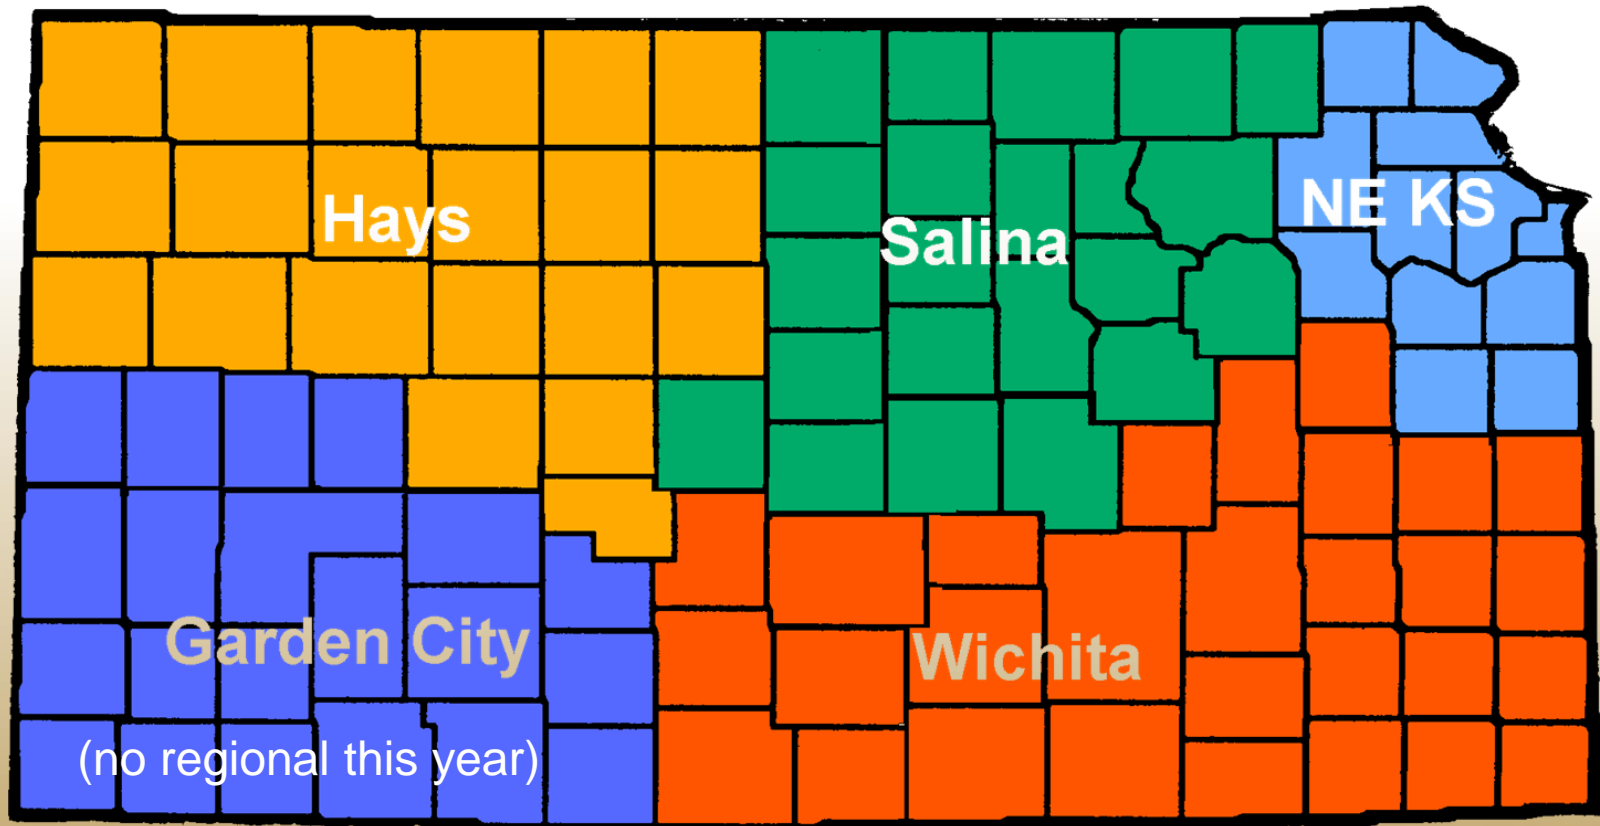 Hays
Salina
NE KS
Garden City
Wichita
(no regional this year)